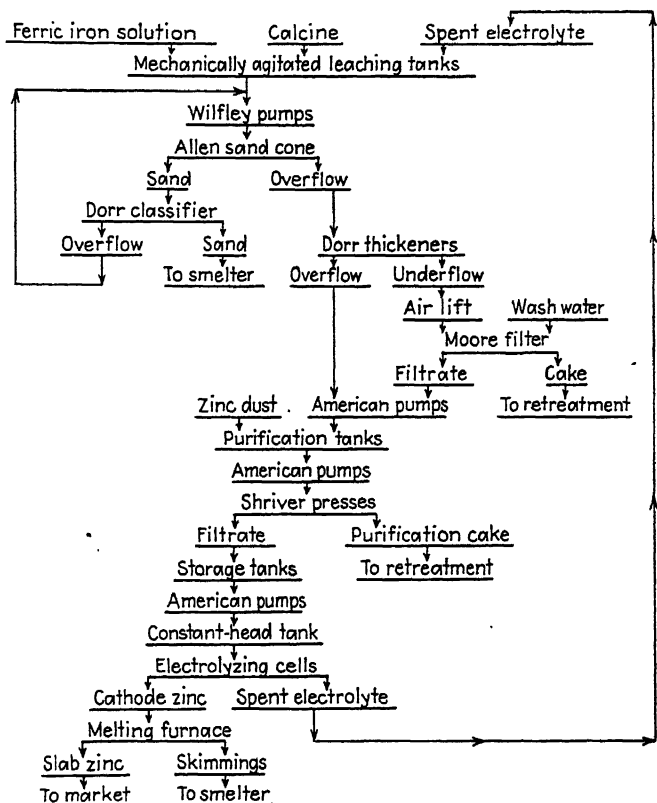 Ferric iron solution Calcine Spent electrolyte
Mechanically agitated leaching tanks
Wilfley pumps
Allen sand cone
Sand Overflow
Dorr classifier
Overflow Sand Dorr thickeners
To smelter Overflow Underflow
Air lift Wash water
Moore filter
Filtrate Cake
Zinc dust American pumps To retreatment
Purification tanks
American pumps
Shriver presses
Filtrate Purification cake
Storage tanks To retreatment
American pumps
Constant-head tank
Electrolyzing cells
Cathode zinc Spent electrolyte
Melting furnace
Slab zinc Skimmings
To market To smelter